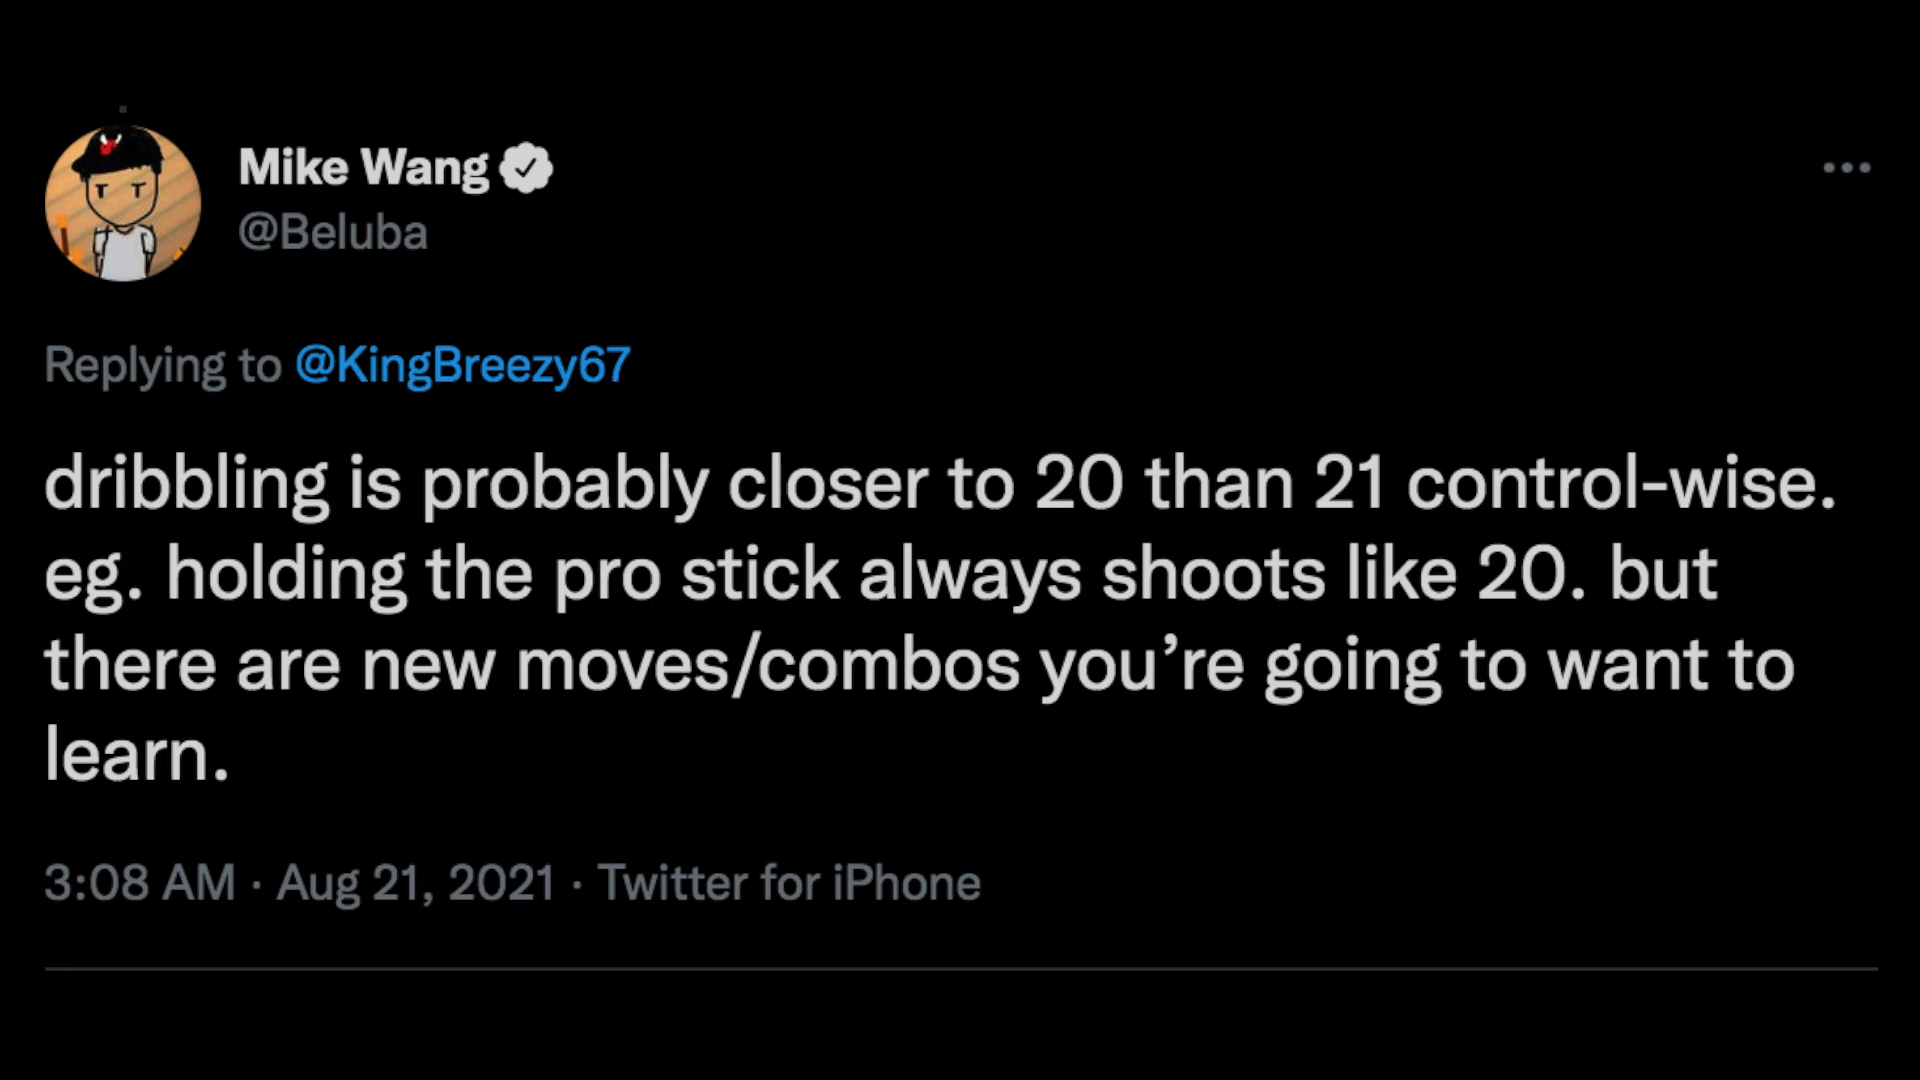 Mike Wang
@Beluba
Replying to @KingBreezy67
dribbling is probably closer to 20 than 21 control-wise.
eg. holding the pro stick always shoots like 20. but
there are new moves/combos you’re going to want to
learn.
3:08 AM · Aug 21, 2021 · Twitter for iPhone